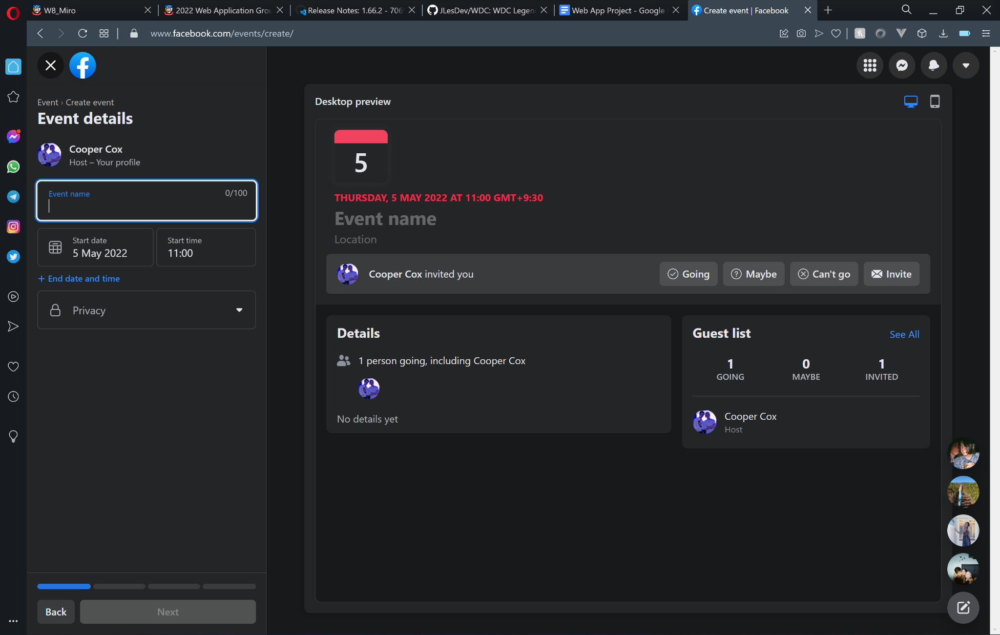 W8_Miro
2022 Web Application Grou
Release Notes: 1.66.2 - 706
JLesDev/WDC: WDC Legen
Web App Project - Google
Create event | Facebook
www.facebook.com/events/create/
Event › Create event
Event details
Cooper Cox
Host – Your profile
Event name
0/100
Start date
5 May 2022
Start time
11:00
+ End date and time
Privacy
Back
Next
Desktop preview
5
THURSDAY, 5 MAY 2022 AT 11:00 GMT+9:30
Event name
Location
Cooper Cox invited you
Going
Maybe
Can't go
Invite
Details
1 person going, including Cooper Cox
No details yet
Guest list
See All
1
GOING
0
MAYBE
1
INVITED
Cooper Cox
Host